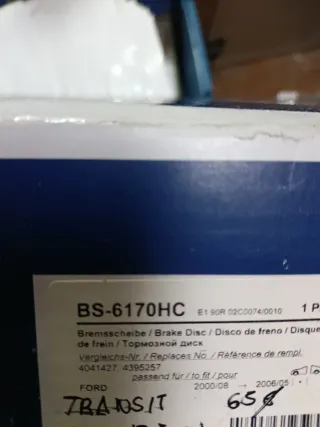 BS-6170HC E1 90R 02C0074/0010 1 P
Bremsscheibe / Brake Disc / Disco de freno / Disque
de frein / Тормозной диск
Vergleichs-Nr. / Replaces No. / Référence de rempl.
4041427, 4395257
passend für / to fit / pour
FORD 2000/08 → 2006/05
TRANSIT 65€